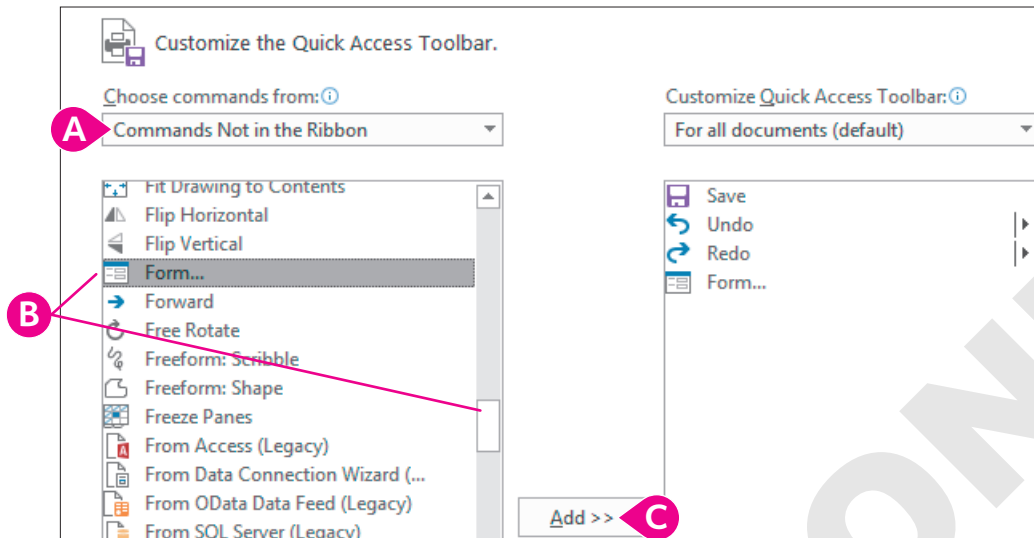 Customize the Quick Access Toolbar.
Choose commands from:
A
Commands Not in the Ribbon
Fit Drawing to Contents
Flip Horizontal
Flip Vertical
Form...
Forward
Free Rotate
Freeform: Scribble
Freeform: Shape
Freeze Panes
From Access (Legacy)
From Data Connection Wizard (...
From OData Data Feed (Legacy)
From SQL Server (Legacy)
B
Add >>
C
Customize Quick Access Toolbar:
For all documents (default)
Save
Undo
Redo
Form...